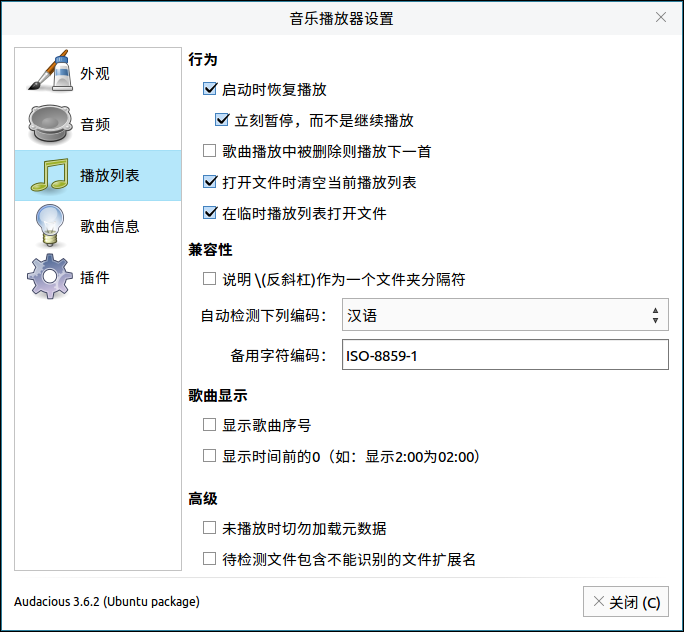 音乐播放器设置
外观
音频
播放列表
歌曲信息
插件
行为
启动时恢复播放
立刻暂停，而不是继续播放
歌曲播放中被删除则播放下一首
打开文件时清空当前播放列表
在临时播放列表打开文件
兼容性
说明 \(反斜杠)作为一个文件夹分隔符
自动检测下列编码： 汉语
备用字符编码： ISO-8859-1
歌曲显示
显示歌曲序号
显示时间前的0（如：显示2:00为02:00）
高级
未播放时切勿加载元数据
待检测文件包含不能识别的文件扩展名
Audacious 3.6.2 (Ubuntu package)
关闭 (C)